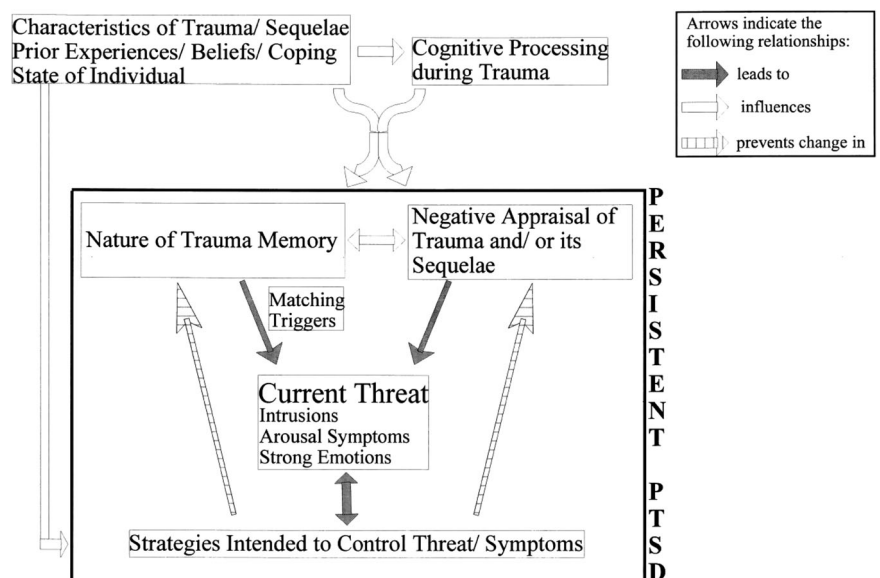 Characteristics of Trauma/ Sequelae
Prior Experiences/ Beliefs/ Coping
State of Individual
Cognitive Processing
during Trauma
Arrows indicate the
following relationships:
leads to
influences
prevents change in
Nature of Trauma Memory
Negative Appraisal of
Trauma and/ or its
Sequelae
Matching
Triggers
Current Threat
Intrusions
Arousal Symptoms
Strong Emotions
Strategies Intended to Control Threat/ Symptoms
PERSISTENT PTSD